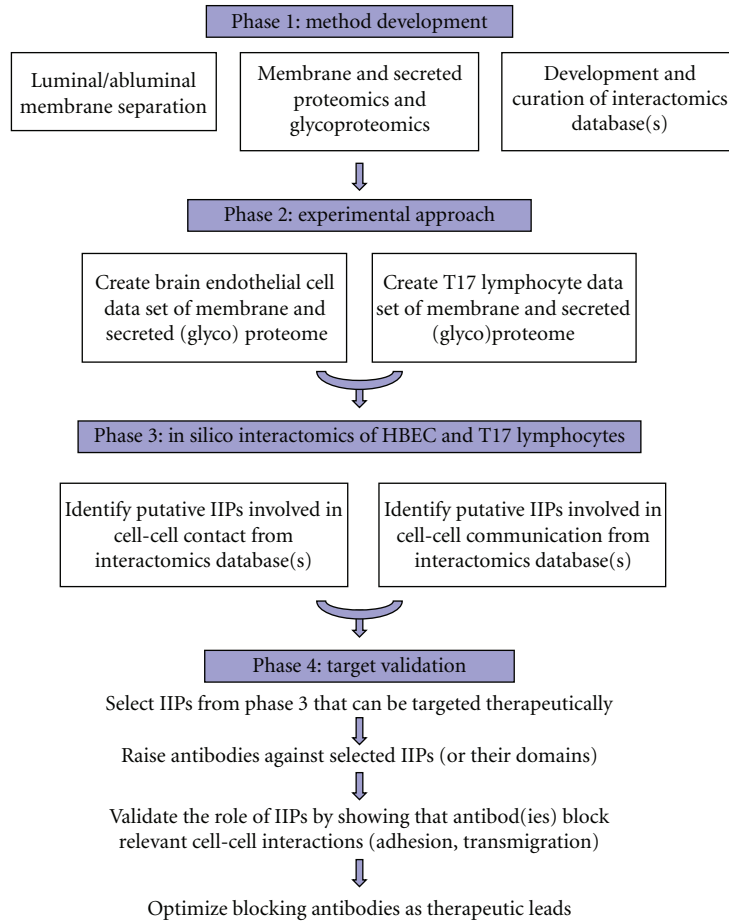 Phase 1: method development
Luminal/abluminal
membrane separation
Membrane and secreted
proteomics and
glycoproteomics
Development and
curation of interactomics
database(s)
Phase 2: experimental approach
Create brain endothelial cell
data set of membrane and
secreted (glyco) proteome
Create T17 lymphocyte data
set of membrane and secreted
(glyco)proteome
Phase 3: in silico interactomics of HBEC and T17 lymphocytes
Identify putative IIPs involved in
cell-cell contact from
interactomics database(s)
Identify putative IIPs involved in
cell-cell communication from
interactomics database(s)
Phase 4: target validation
Select IIPs from phase 3 that can be targeted therapeutically
Raise antibodies against selected IIPs (or their domains)
Validate the role of IIPs by showing that antibod(ies) block
relevant cell-cell interactions (adhesion, transmigration)
Optimize blocking antibodies as therapeutic leads